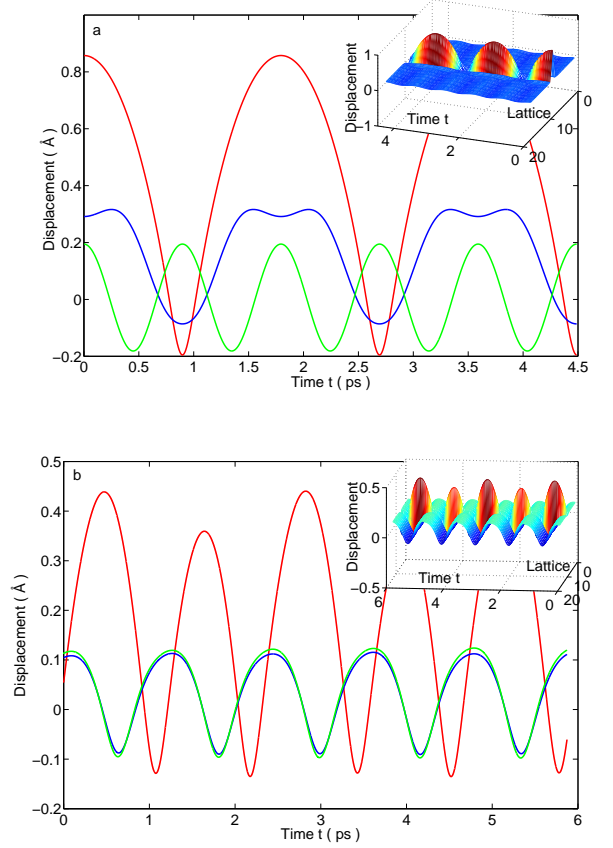 a
Displacement ( Å )
0.8
0.6
0.4
0.2
0
−0.2
0 0.5 1 1.5 2 2.5 3 3.5 4 4.5
Time t ( ps )
Displacement
1
0
−1
4 2 0
Time t
Lattice
20 10 0
b
Displacement ( Å )
0.5
0.4
0.3
0.2
0.1
0
−0.1
−0.2
0 1 2 3 4 5 6
Time t ( ps )
Displacement
0.5
0
−0.5
6 4 2 0
Time t
Lattice
20 10 0